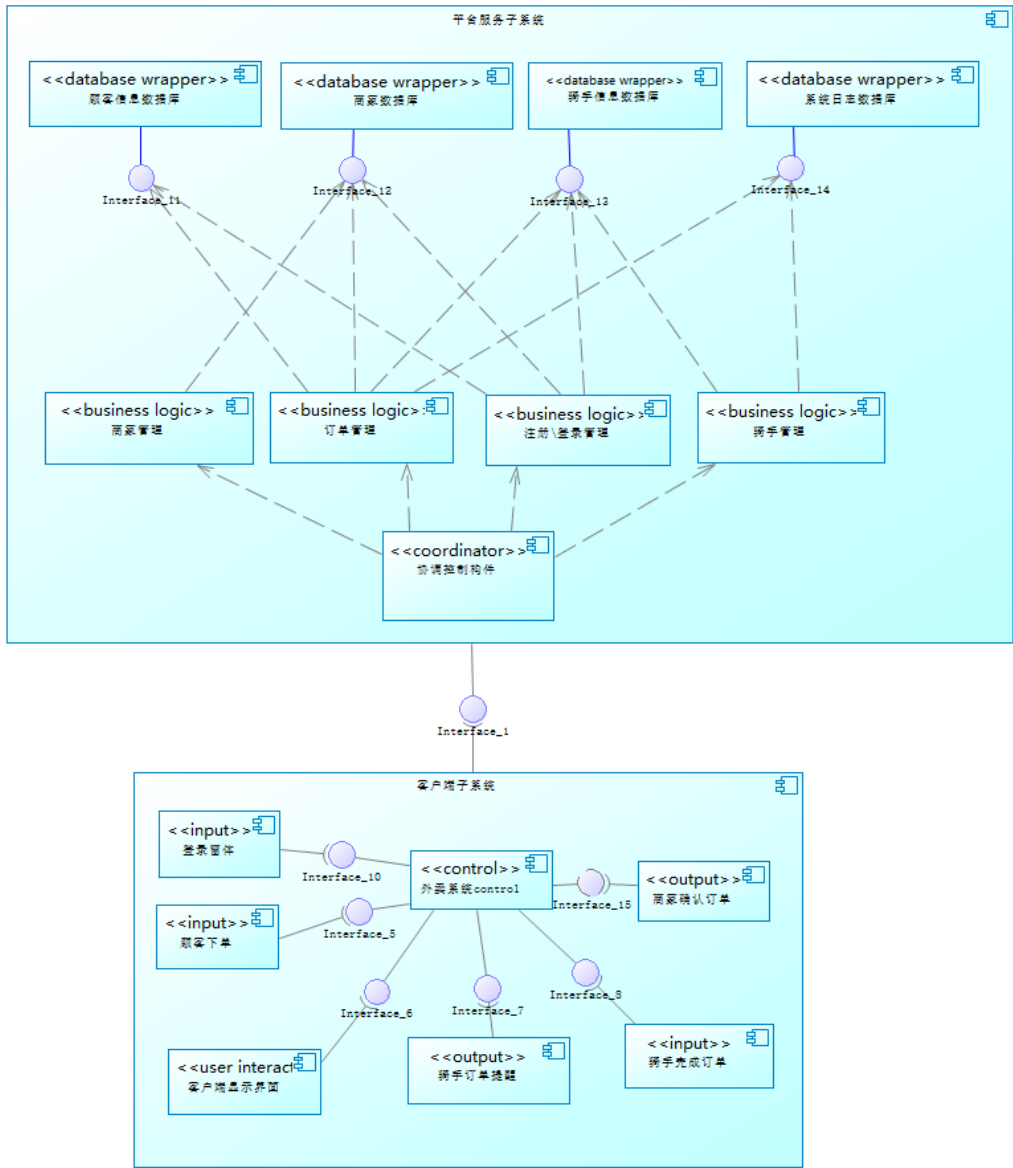 平台服务子系统
<<database wrapper>>
顾客信息数据库
<<database wrapper>>
商家数据库
<<database wrapper>>
骑手信息数据库
<<database wrapper>>
系统日志数据库
Interface_11
Interface_12
Interface_13
Interface_14
<<business logic>>
商家管理
<<business logic>>
订单管理
<<business logic>>
注册\登录管理
<<business logic>>
骑手管理
<<coordinator>>
协调控制构件
Interface_1
客户端子系统
<<input>>
登录窗体
Interface_10
<<control>>
外卖系统control
Interface_15
<<output>>
商家确认订单
<<input>>
顾客下单
Interface_5
Interface_6
Interface_7
Interface_8
<<user interact
客户端显示界面
<<output>>
骑手订单提醒
<<input>>
骑手完成订单